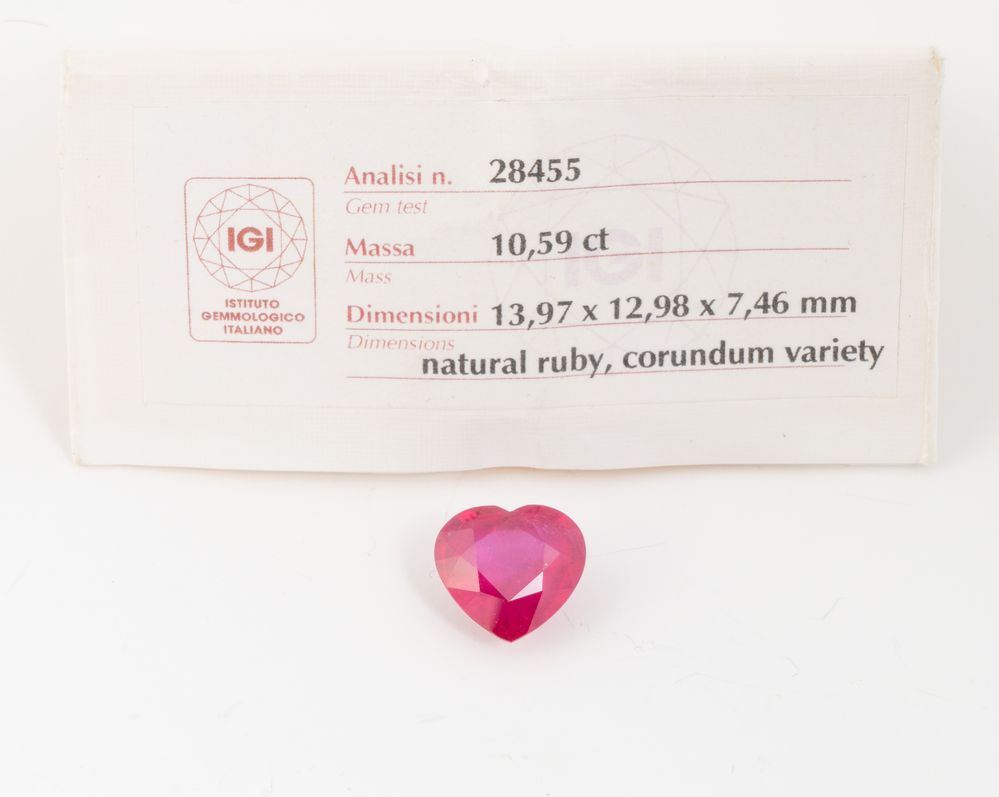 IGI
ISTITUTO
GEMMOLOGICO
ITALIANO
Analisi n. 28455
Gem test
Massa 10,59 ct
Mass
Dimensioni 13,97 x 12,98 x 7,46 mm
Dimensions
natural ruby, corundum variety
IGI